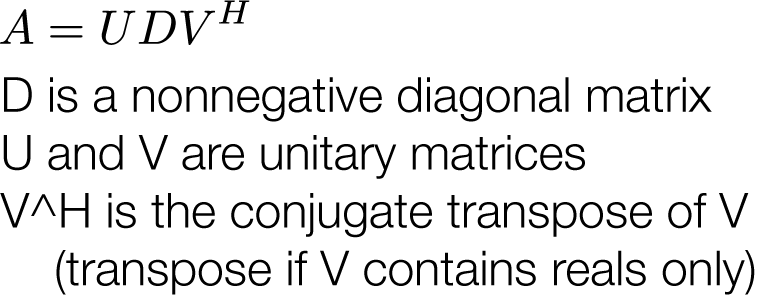 A = UDV^H
D is a nonnegative diagonal matrix
U and V are unitary matrices
V^H is the conjugate transpose of V
(transpose if V contains reals only)